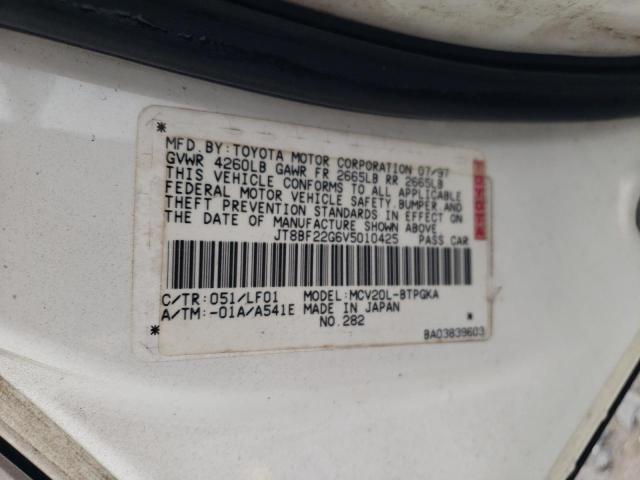 MFD. BY: TOYOTA MOTOR CORPORATION 07/97
GVWR 4260LB GAWR FR 2665LB RR 2665LB
THIS VEHICLE CONFORMS TO ALL APPLICABLE
FEDERAL MOTOR VEHICLE SAFETY, BUMPER AND
THEFT PREVENTION STANDARDS IN EFFECT ON
THE DATE OF MANUFACTURE SHOWN ABOVE
JT8BF22G6V5010425 PASS CAR
TOYOTA
C/TR: 051/LF01 MODEL: MCV20L-BTPGKA
A/TM: -01A/A541E MADE IN JAPAN
NO. 282
BA03839603